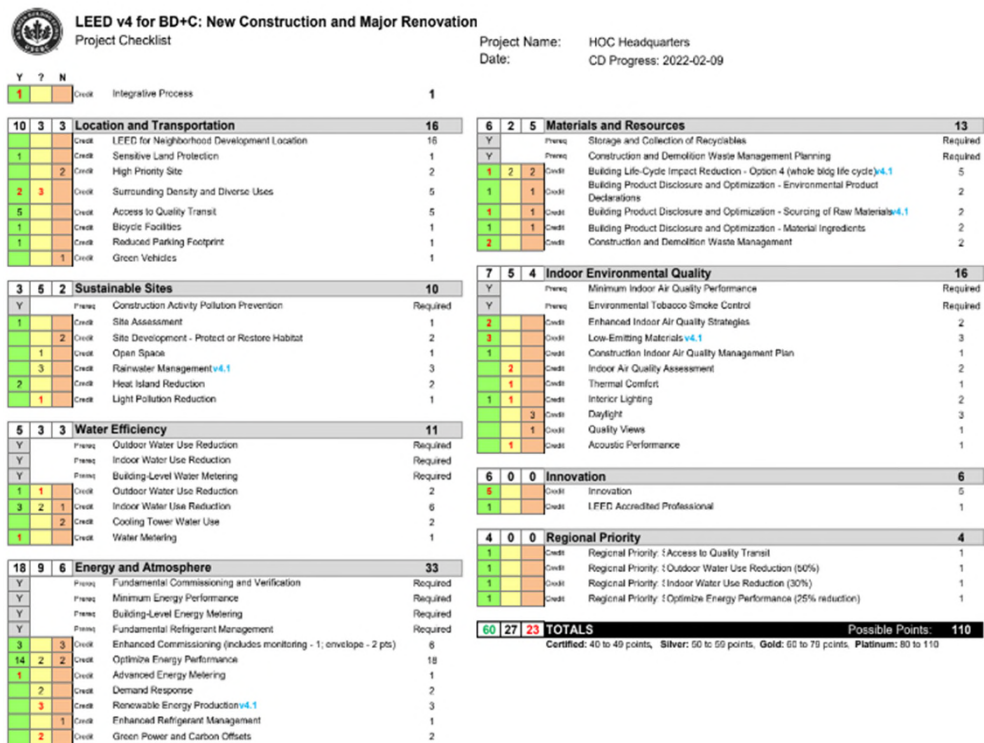 LEED v4 for BD+C: New Construction and Major Renovation
Project Checklist
Project Name: HOC Headquarters
Date: CD Progress: 2022-02-09
Y ? N
1 Credit Integrative Process 1
10 3 3 Location and Transportation 16
Credit LEED for Neighborhood Development Location 16
1 Credit Sensitive Land Protection 1
2 Credit High Priority Site 2
2 3 Credit Surrounding Density and Diverse Uses 5
5 Credit Access to Quality Transit 5
1 Credit Bicycle Facilities 1
1 Credit Reduced Parking Footprint 1
1 Credit Green Vehicles 1
3 5 2 Sustainable Sites 10
Y Prereq Construction Activity Pollution Prevention Required
1 Credit Site Assessment 1
2 Credit Site Development - Protect or Restore Habitat 2
1 Credit Open Space 1
3 Credit Rainwater Management v4.1 3
2 Credit Heat Island Reduction 2
1 Credit Light Pollution Reduction 1
5 3 3 Water Efficiency 11
Y Prereq Outdoor Water Use Reduction Required
Y Prereq Indoor Water Use Reduction Required
Y Prereq Building-Level Water Metering Required
1 1 Credit Outdoor Water Use Reduction 2
3 2 1 Credit Indoor Water Use Reduction 6
2 Credit Cooling Tower Water Use 2
1 Credit Water Metering 1
18 9 6 Energy and Atmosphere 33
Y Prereq Fundamental Commissioning and Verification Required
Y Prereq Minimum Energy Performance Required
Y Prereq Building-Level Energy Metering Required
Y Prereq Fundamental Refrigerant Management Required
3 3 Credit Enhanced Commissioning (includes monitoring - 1; envelope - 2 pts) 6
14 2 2 Credit Optimize Energy Performance 18
1 Credit Advanced Energy Metering 1
2 Credit Demand Response 2
3 Credit Renewable Energy Production v4.1 3
1 Credit Enhanced Refrigerant Management 1
2 Credit Green Power and Carbon Offsets 2
6 2 5 Materials and Resources 13
Y Prereq Storage and Collection of Recyclables Required
Y Prereq Construction and Demolition Waste Management Planning Required
1 2 2 Credit Building Life-Cycle Impact Reduction - Option 4 (whole bldg life cycle) v4.1 5
1 1 Credit Building Product Disclosure and Optimization - Environmental Product 2
Declarations
1 1 Credit Building Product Disclosure and Optimization - Sourcing of Raw Materials v4.1 2
1 1 Credit Building Product Disclosure and Optimization - Material Ingredients 2
2 Credit Construction and Demolition Waste Management 2
7 5 4 Indoor Environmental Quality 16
Y Prereq Minimum Indoor Air Quality Performance Required
Y Prereq Environmental Tobacco Smoke Control Required
2 Credit Enhanced Indoor Air Quality Strategies 2
3 Credit Low-Emitting Materials v4.1 3
1 Credit Construction Indoor Air Quality Management Plan 1
2 Credit Indoor Air Quality Assessment 2
1 Credit Thermal Comfort 1
1 1 Credit Interior Lighting 2
3 Credit Daylight 3
1 Credit Quality Views 1
1 Credit Acoustic Performance 1
6 0 0 Innovation 6
5 Credit Innovation 5
1 Credit LEED Accredited Professional 1
4 0 0 Regional Priority 4
1 Credit Regional Priority: Access to Quality Transit 1
1 Credit Regional Priority: Outdoor Water Use Reduction (50%) 1
1 Credit Regional Priority: Indoor Water Use Reduction (30%) 1
1 Credit Regional Priority: Optimize Energy Performance (25% reduction) 1
60 27 23 TOTALS Possible Points: 110
Certified: 40 to 49 points, Silver: 50 to 59 points, Gold: 60 to 79 points, Platinum: 80 to 110